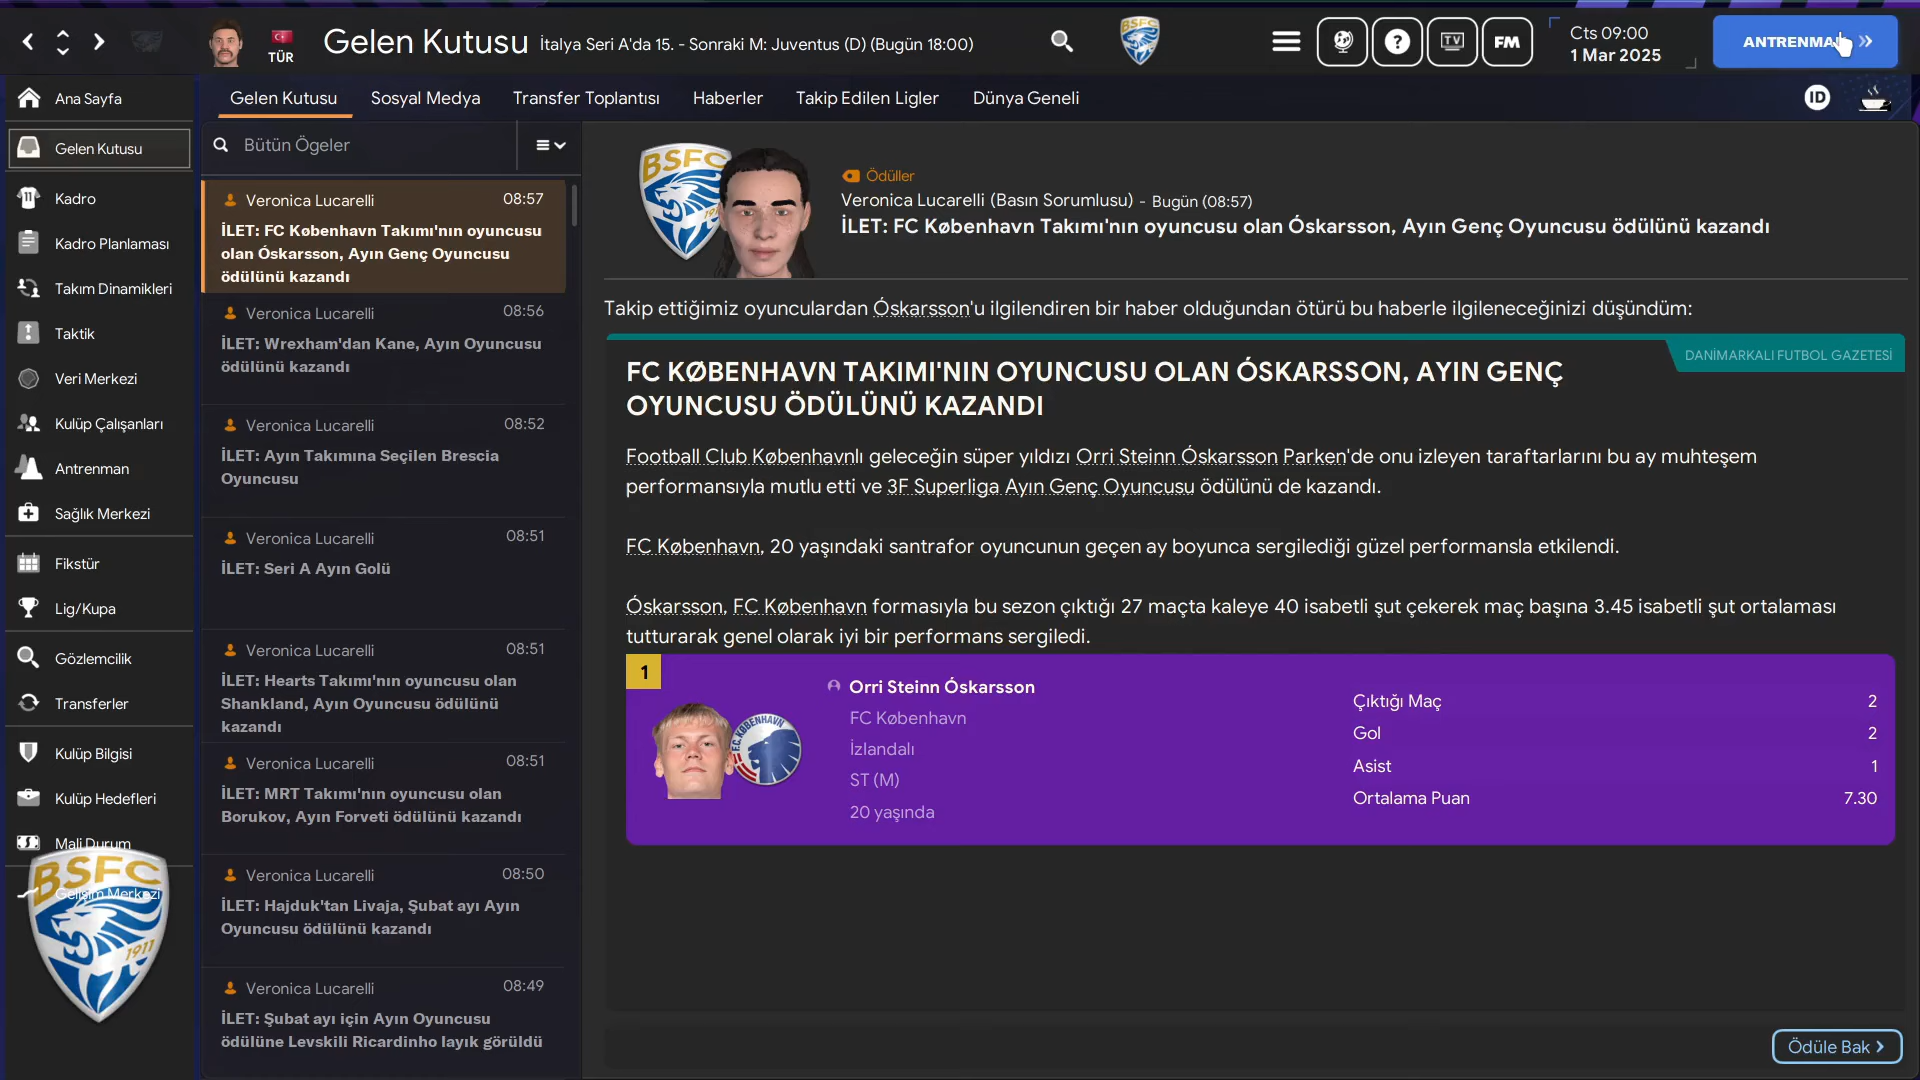 TÜR
Gelen Kutusu
İtalya Seri A'da 15. - Sonraki M: Juventus (D) (Bugün 18:00)
BSFC
?
TV
FM
Cts 09:00
1 Mar 2025
Ana Sayfa
Gelen Kutusu
Kadro
Kadro Planlaması
Takım Dinamikleri
Taktik
Veri Merkezi
Kulüp Çalışanları
Antrenman
Sağlık Merkezi
Fikstür
Lig/Kupa
Gözlemcilik
Transferler
Kulüp Bilgisi
Kulüp Hedefleri
Mali Durum
Gelişim Merkezi
BSFC
1911
Gelen Kutusu
Sosyal Medya
Transfer Toplantısı
Haberler
Takip Edilen Ligler
Dünya Geneli
ID
Bütün Ögeler
Veronica Lucarelli 08:57
İLET: FC København Takımı'nın oyuncusu
olan Óskarsson, Ayın Genç Oyuncusu
ödülünü kazandı
Veronica Lucarelli 08:56
İLET: Wrexham'dan Kane, Ayın Oyuncusu
ödülünü kazandı
Veronica Lucarelli 08:52
İLET: Ayın Takımına Seçilen Brescia
Oyuncusu
Veronica Lucarelli 08:51
İLET: Seri A Ayın Golü
Veronica Lucarelli 08:51
İLET: Hearts Takımı'nın oyuncusu olan
Shankland, Ayın Oyuncusu ödülünü
kazandı
Veronica Lucarelli 08:51
İLET: MRT Takımı'nın oyuncusu olan
Borukov, Ayın Forveti ödülünü kazandı
Veronica Lucarelli 08:50
İLET: Hajduk'tan Livaja, Şubat ayı Ayın
Oyuncusu ödülünü kazandı
Veronica Lucarelli 08:49
İLET: Şubat ayı için Ayın Oyuncusu
ödülüne Levskili Ricardinho layık görüldü
BSFC
Ödüller
Veronica Lucarelli (Basın Sorumlusu) - Bugün (08:57)
İLET: FC København Takımı'nın oyuncusu olan Óskarsson, Ayın Genç Oyuncusu ödülünü kazandı
Takip ettiğimiz oyunculardan Óskarsson'u ilgilendiren bir haber olduğundan ötürü bu haberle ilgileneceğinizi düşündüm:
DANİMARKALI FUTBOL GAZETESİ
FC KØBENHAVN TAKIMI'NIN OYUNCUSU OLAN ÓSKARSSON, AYIN GENÇ
OYUNCUSU ÖDÜLÜNÜ KAZANDI
Football Club Københavnlı geleceğin süper yıldızı Orri Steinn Óskarsson Parken'de onu izleyen taraftarlarını bu ay muhteşem
performansıyla mutlu etti ve 3F Superliga Ayın Genç Oyuncusu ödülünü de kazandı.
FC København, 20 yaşındaki santrafor oyuncunun geçen ay boyunca sergilediği güzel performansla etkilendi.
Óskarsson, FC København formasıyla bu sezon çıktığı 27 maçta kaleye 40 isabetli şut çekerek maç başına 3.45 isabetli şut ortalaması
tutturarak genel olarak iyi bir performans sergiledi.
1
F.C. KØBENHAVN
Orri Steinn Óskarsson
FC København
İzlandalı
ST (M)
20 yaşında
Çıktığı Maç 2
Gol 2
Asist 1
Ortalama Puan 7.30
Ödüle Bak